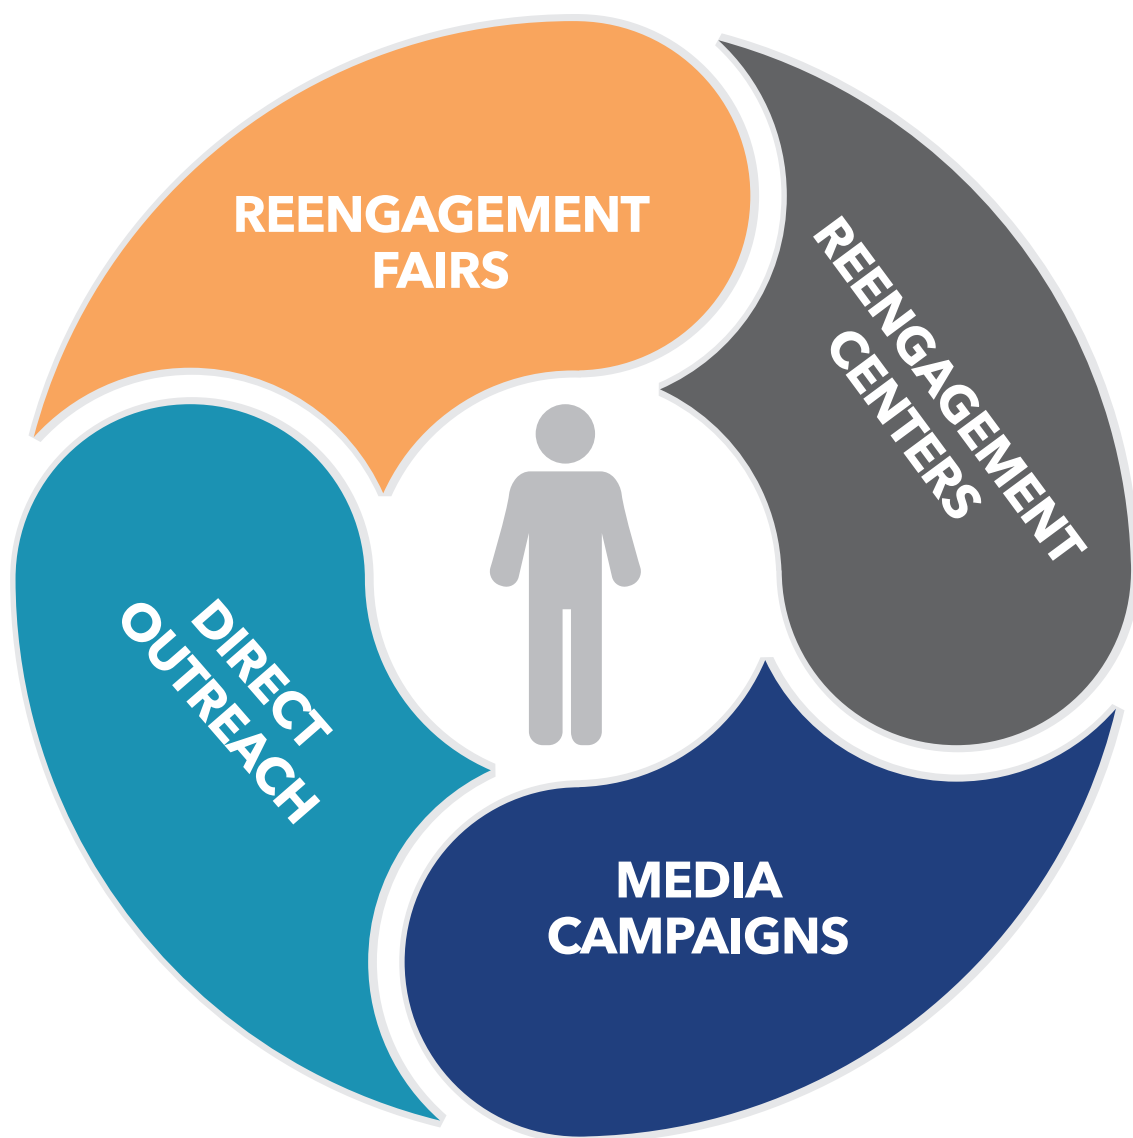 REENGAGEMENT
FAIRS
REENGAGEMENT
CENTERS
DIRECT
OUTREACH
MEDIA
CAMPAIGNS